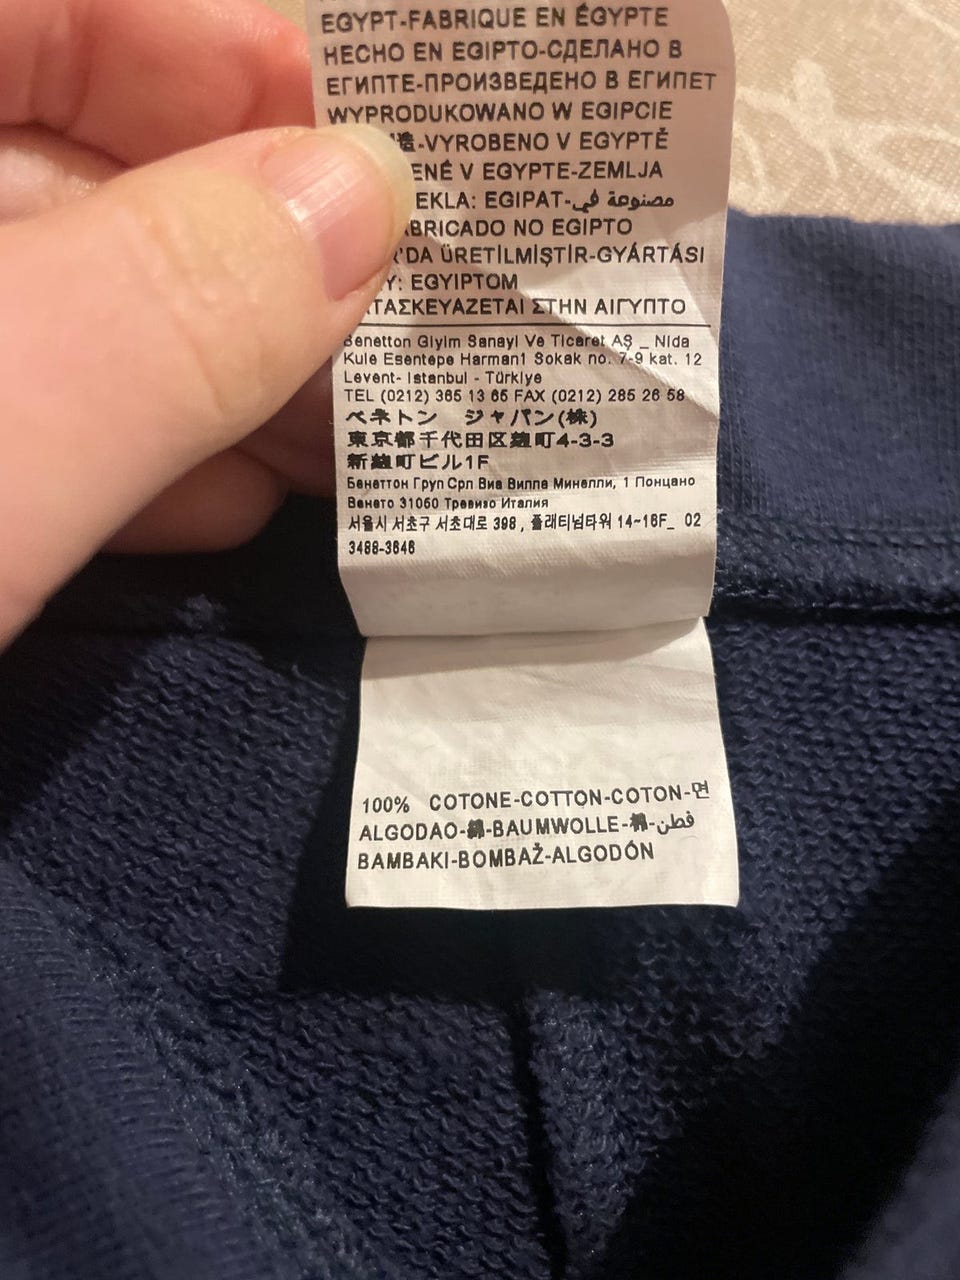 EGYPT-FABRIQUE EN ÉGYPTE
HECHO EN EGIPTO-СДЕЛАНО В
ЕГИПТЕ-ПРОИЗВЕДЕНО В ЕГИПЕТ
WYPRODUKOWANO W EGIPCIE
造-VYROBENO V EGYPTĚ
ENÉ V EGYPTE-ZEMLJA
EKLA: EGIPAT-مصنوعة في
ABRICADO NO EGIPTO
R'DA ÜRETİLMİŞTİR-GYÁRTÁSI
Y: EGYIPTOM
ΑΤΑΣΚΕΥΑΖΕΤΑΙ ΣΤΗΝ ΑΙΓΥΠΤΟ
Benetton Giyim Sanayi Ve Ticaret AŞ _ Nida
Kule Esentepe Harman1 Sokak no. 7-9 kat. 12
Levent- Istanbul - Türkiye
TEL (0212) 365 13 65 FAX (0212) 285 26 58
ベネトン ジャパン(株)
東京都千代田区麹町4-3-3
新麹町ビル1F
Бенеттон Груп Срл Виа Вилла Минелли, 1 Понцано
Венето 31050 Тревизо Италия
서울시 서초구 서초대로 398, 플래티넘타워 14~16F_ 02
3488-3646
100% COTONE-COTTON-COTON-면
ALGODAO-綿-BAUMWOLLE-棉-قطن
BAMBAKI-BOMBAŽ-ALGODÓN